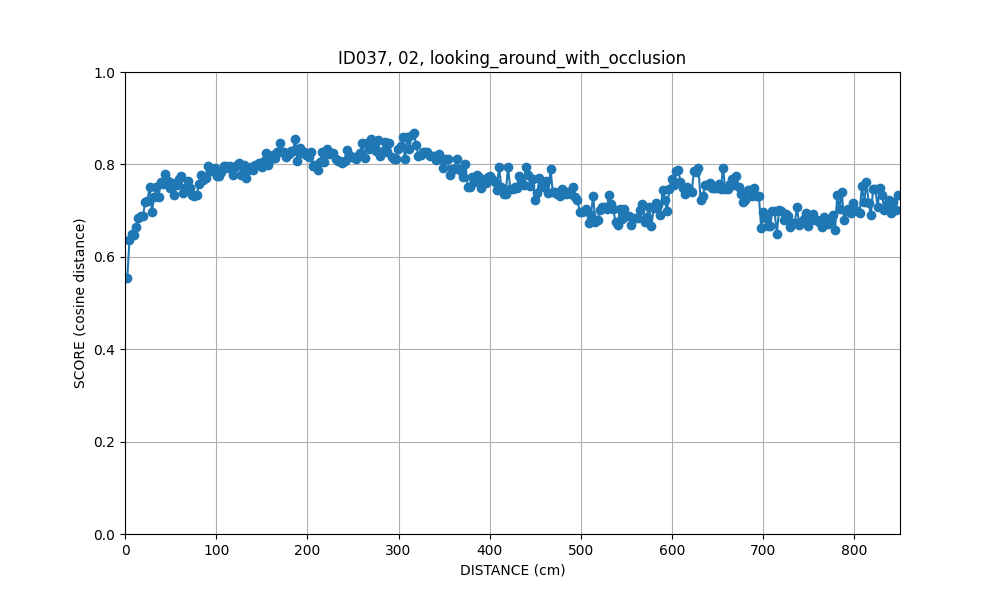 ID037, 02, looking_around_with_occlusion
1.0
0.8
0.6
0.4
0.2
0.0
SCORE (cosine distance)
0 100 200 300 400 500 600 700 800
DISTANCE (cm)